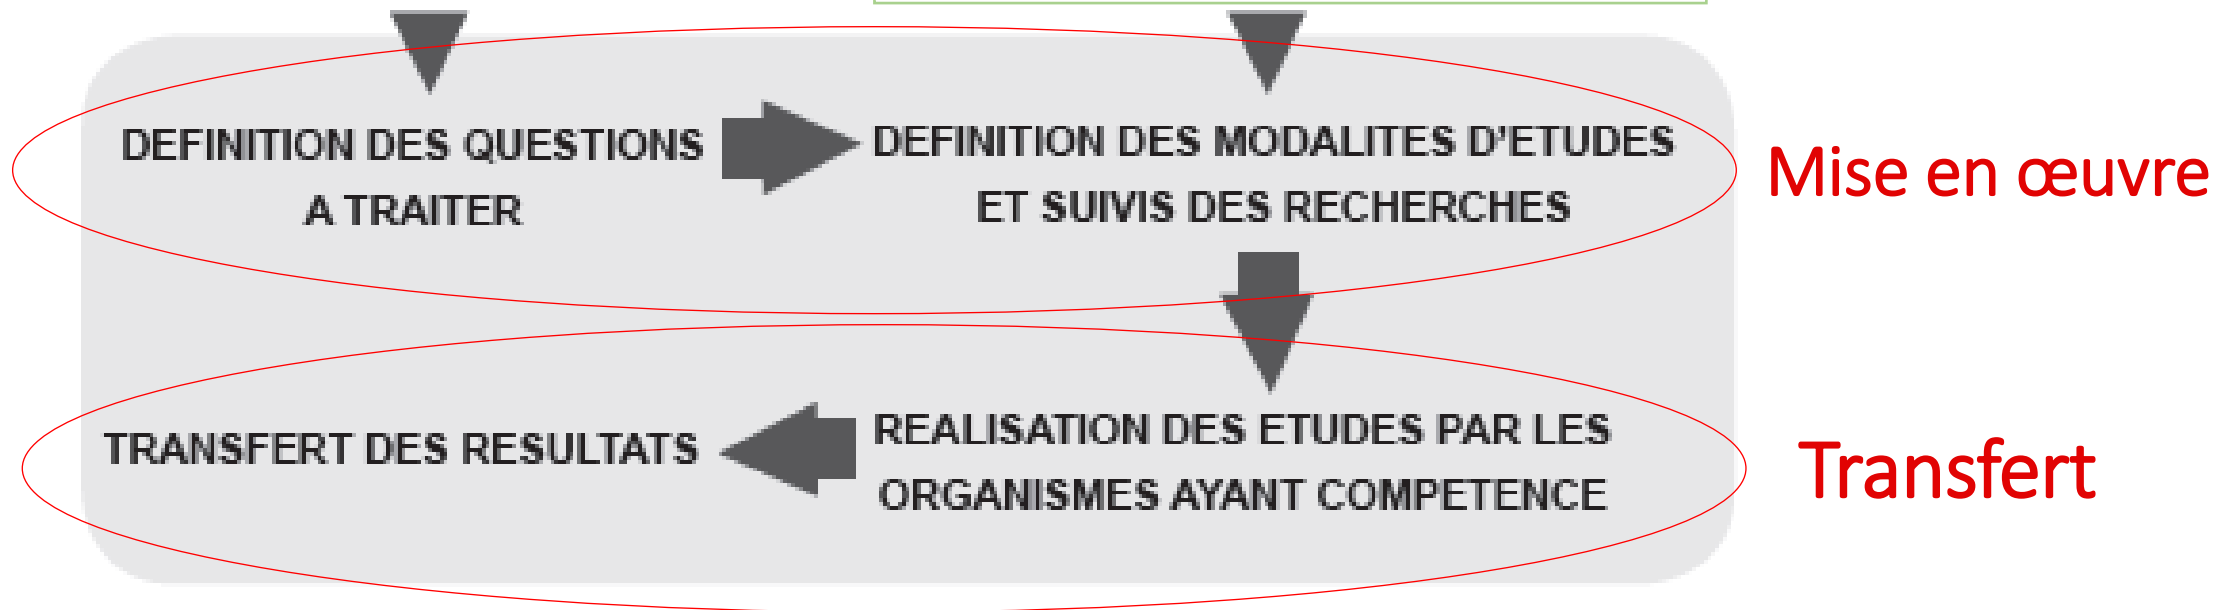 DEFINITION DES QUESTIONS
A TRAITER
DEFINITION DES MODALITES D'ETUDES
ET SUIVIS DES RECHERCHES
Mise en œuvre
TRANSFERT DES RESULTATS
REALISATION DES ETUDES PAR LES
ORGANISMES AYANT COMPETENCE
Transfert